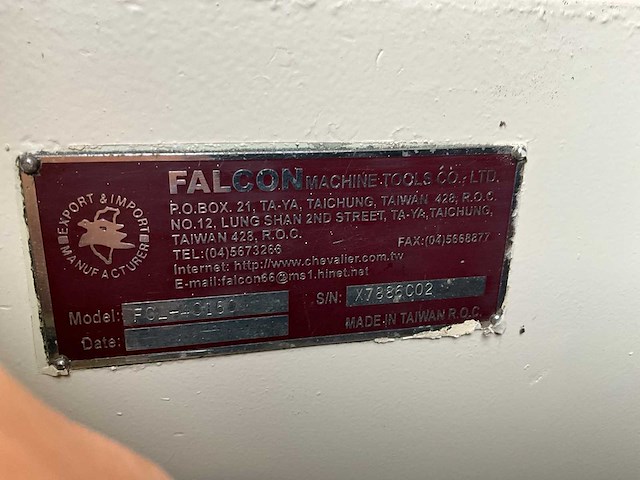 FALCON MACHINE TOOLS CO., LTD.
P.O.BOX. 21, TA-YA, TAICHUNG, TAIWAN 428, R.O.C.
NO.12, LUNG SHAN 2ND STREET, TA-YA, TAICHUNG,
TAIWAN 428, R.O.C.
TEL:(04)5673266 FAX:(04)5668877
Internet: http://www.chevalier.com.tw
E-mail:falcon66@ms1.hinet.net
EXPORT & IMPORT
MANUFACTURER
Model: S/N: X7886C02
Date: MADE IN TAIWAN R.O.C.